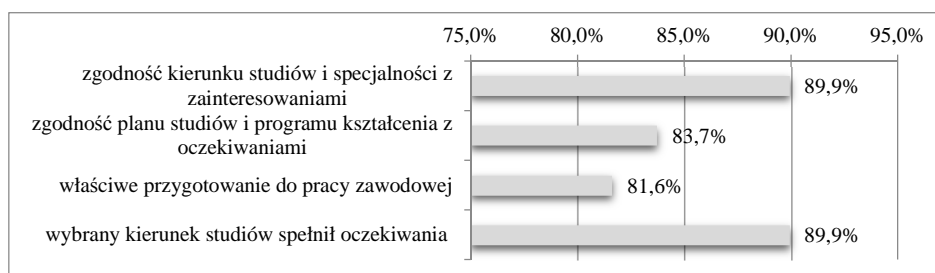 75,0% 80,0% 85,0% 90,0% 95,0%
zgodność kierunku studiów i specjalności z
zainteresowaniami
89,9%
zgodność planu studiów i programu kształcenia z
oczekiwaniami
83,7%
właściwe przygotowanie do pracy zawodowej
81,6%
wybrany kierunek studiów spełnił oczekiwania
89,9%